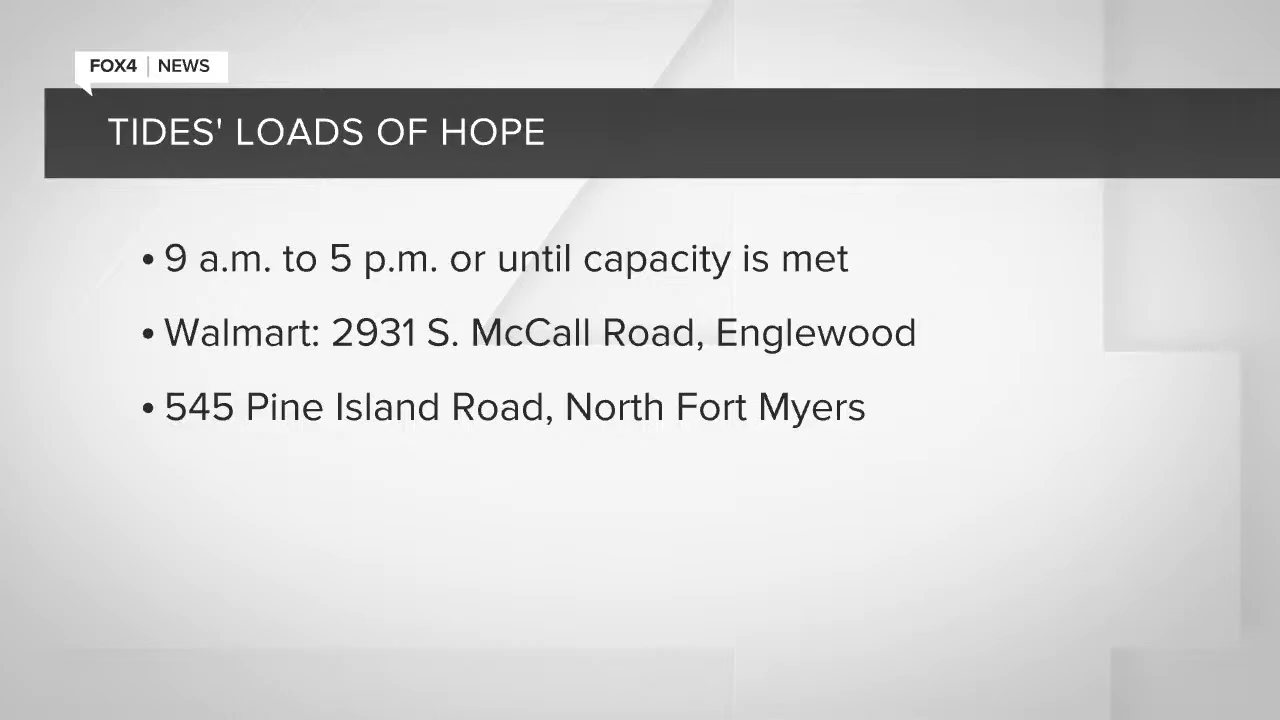 FOX4 | NEWS
TIDES' LOADS OF HOPE
• 9 a.m. to 5 p.m. or until capacity is met
• Walmart: 2931 S. McCall Road, Englewood
• 545 Pine Island Road, North Fort Myers